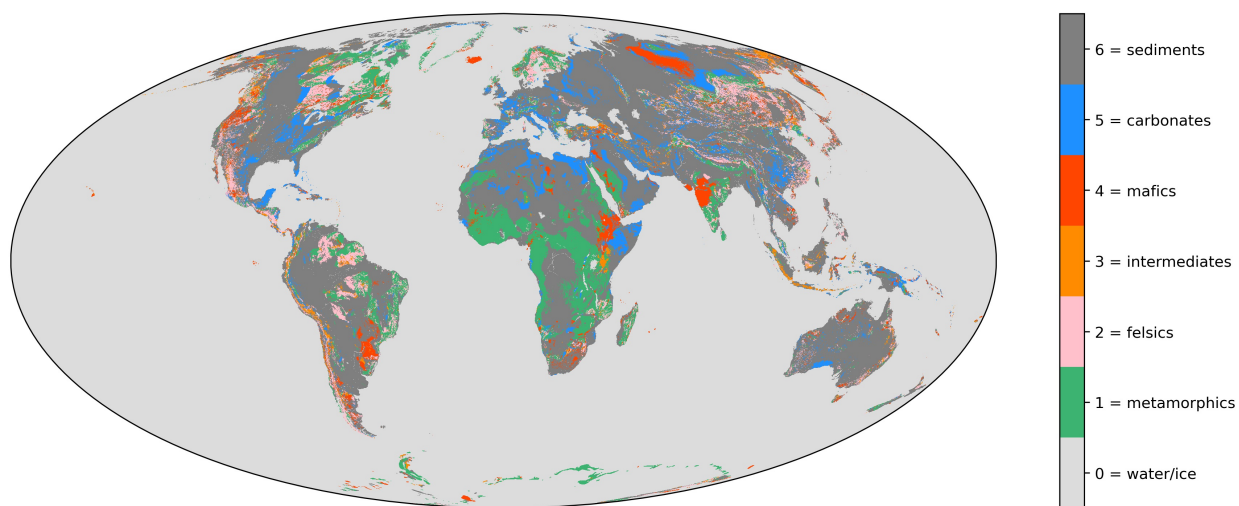 6 = sediments
5 = carbonates
4 = mafics
3 = intermediates
2 = felsics
1 = metamorphics
0 = water/ice